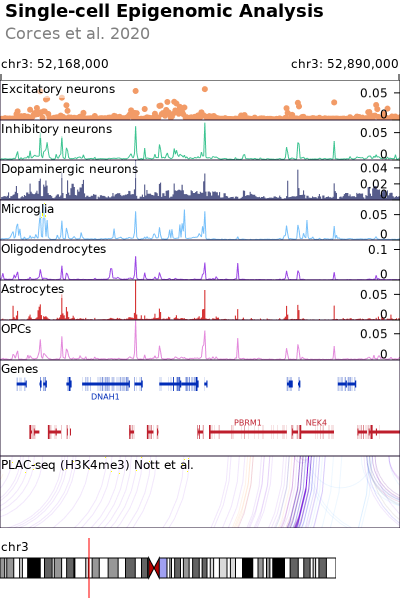 Single-cell Epigenomic Analysis
Corces et al. 2020
chr3: 52,168,000 chr3: 52,890,000
Excitatory neurons 0.05
0
Inhibitory neurons 0.05
0
Dopaminergic neurons 0.04
0.02
0
Microglia 0.05
0
Oligodendrocytes 0.1
0
Astrocytes 0.05
0
OPCs 0.05
0
Genes
DNAH1
PBRM1 NEK4
PLAC-seq (H3K4me3) Nott et al.
chr3